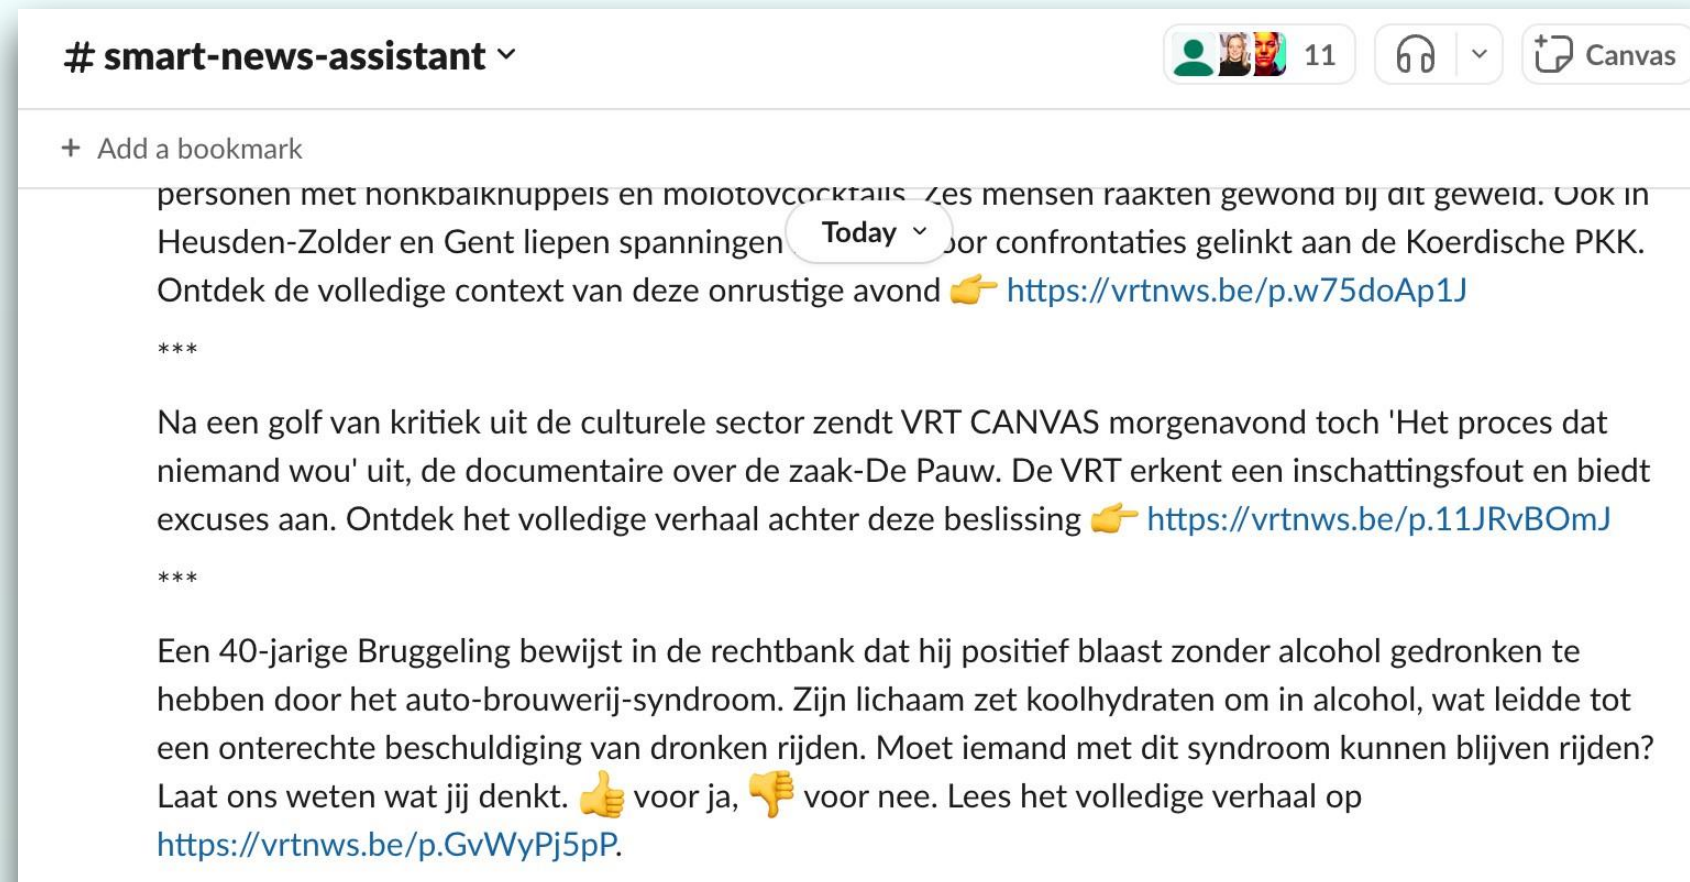 # smart-news-assistant
11
Canvas
+ Add a bookmark
personen met honkbalknuppels en molotovcocktails. Zes mensen raakten gewond bij dit geweld. Ook in
Heusden-Zolder en Gent liepen spanningen
Today
oor confrontaties gelinkt aan de Koerdische PKK.
Ontdek de volledige context van deze onrustige avond 👉 https://vrtnws.be/p.w75doAp1J
***
Na een golf van kritiek uit de culturele sector zendt VRT CANVAS morgenavond toch 'Het proces dat
niemand wou' uit, de documentaire over de zaak-De Pauw. De VRT erkent een inschattingsfout en biedt
excuses aan. Ontdek het volledige verhaal achter deze beslissing 👉 https://vrtnws.be/p.11JRvBOmJ
***
Een 40-jarige Bruggeling bewijst in de rechtbank dat hij positief blaast zonder alcohol gedronken te
hebben door het auto-brouwerij-syndroom. Zijn lichaam zet koolhydraten om in alcohol, wat leidde tot
een onterechte beschuldiging van dronken rijden. Moet iemand met dit syndroom kunnen blijven rijden?
Laat ons weten wat jij denkt. 👍 voor ja, 👎 voor nee. Lees het volledige verhaal op
https://vrtnws.be/p.GvWyPj5pP.